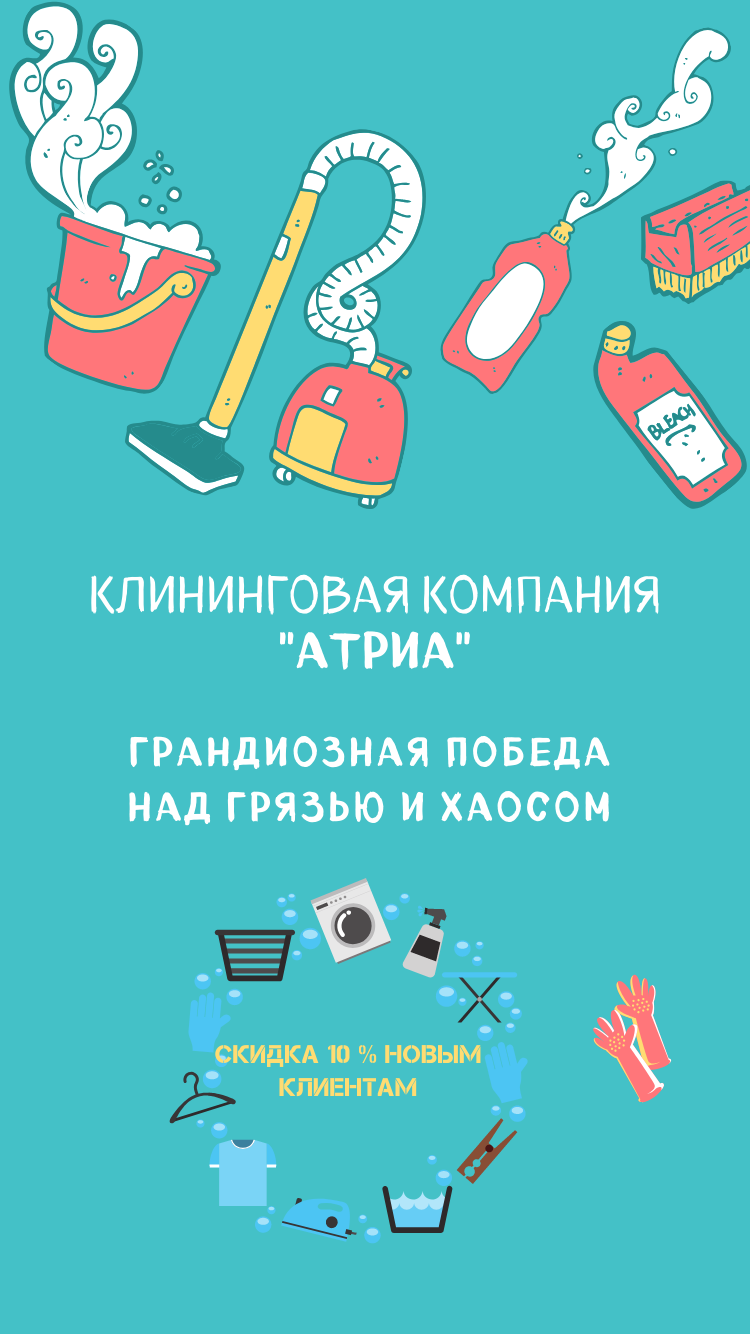 BLEACH
КЛИНИНГОВАЯ КОМПАНИЯ
"АТРИА"
ГРАНДИОЗНАЯ ПОБЕДА
НАД ГРЯЗЬЮ И ХАОСОМ
СКИДКА 10 % НОВЫМ
КЛИЕНТАМ